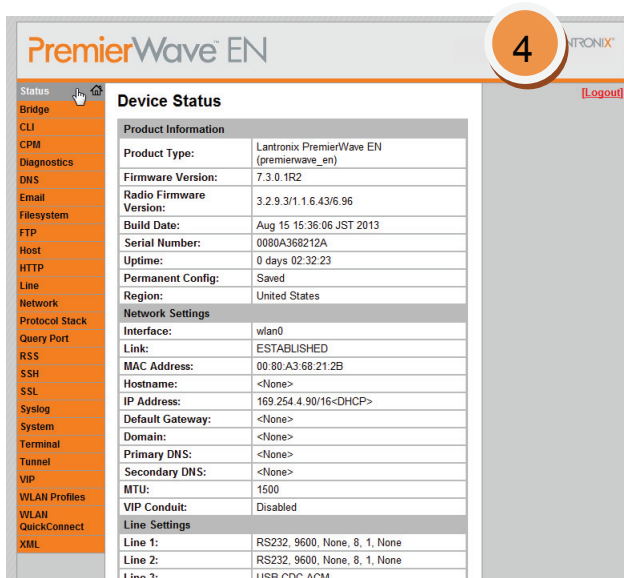 PremierWave™ EN
4
[Logout]
Status
Bridge
CLI
CPM
Diagnostics
DNS
Email
Filesystem
FTP
Host
HTTP
Line
Network
Protocol Stack
Query Port
RSS
SSH
SSL
Syslog
System
Terminal
Tunnel
VIP
WLAN Profiles
WLAN
QuickConnect
XML
Device Status
Product Information
Product Type: Lantronix PremierWave EN
(premierwave_en)
Firmware Version: 7.3.0.1R2
Radio Firmware
Version: 3.2.9.3/1.1.6.43/6.96
Build Date: Aug 15 15:36:06 JST 2013
Serial Number: 0080A368212A
Uptime: 0 days 02:32:23
Permanent Config: Saved
Region: United States
Network Settings
Interface: wlan0
Link: ESTABLISHED
MAC Address: 00:80:A3:68:21:2B
Hostname: <None>
IP Address: 169.254.4.90/16<DHCP>
Default Gateway: <None>
Domain: <None>
Primary DNS: <None>
Secondary DNS: <None>
MTU: 1500
VIP Conduit: Disabled
Line Settings
Line 1: RS232, 9600, None, 8, 1, None
Line 2: RS232, 9600, None, 8, 1, None